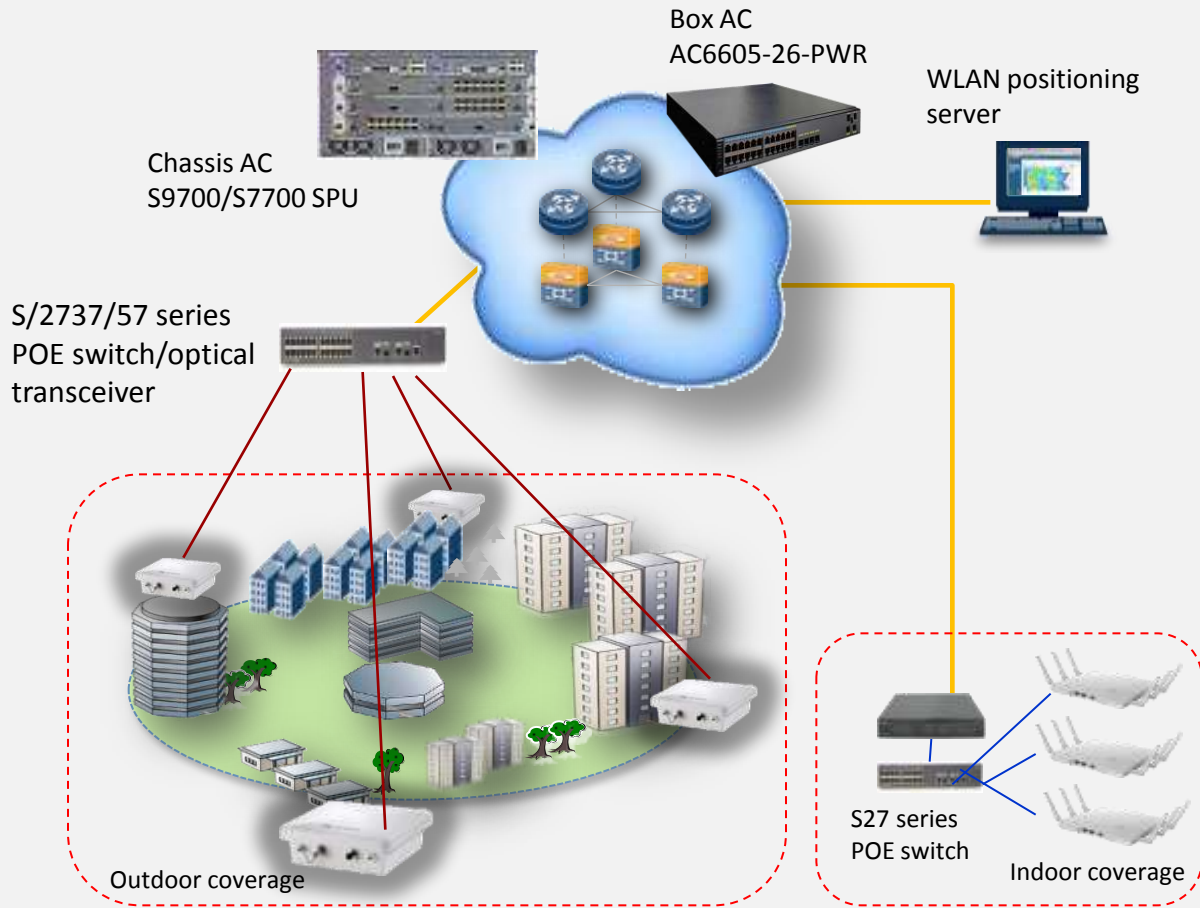 Box AC
AC6605-26-PWR
WLAN positioning
server
Chassis AC
S9700/S7700 SPU
S/2737/57 series
POE switch/optical
transceiver
S27 series
POE switch
Outdoor coverage
Indoor coverage